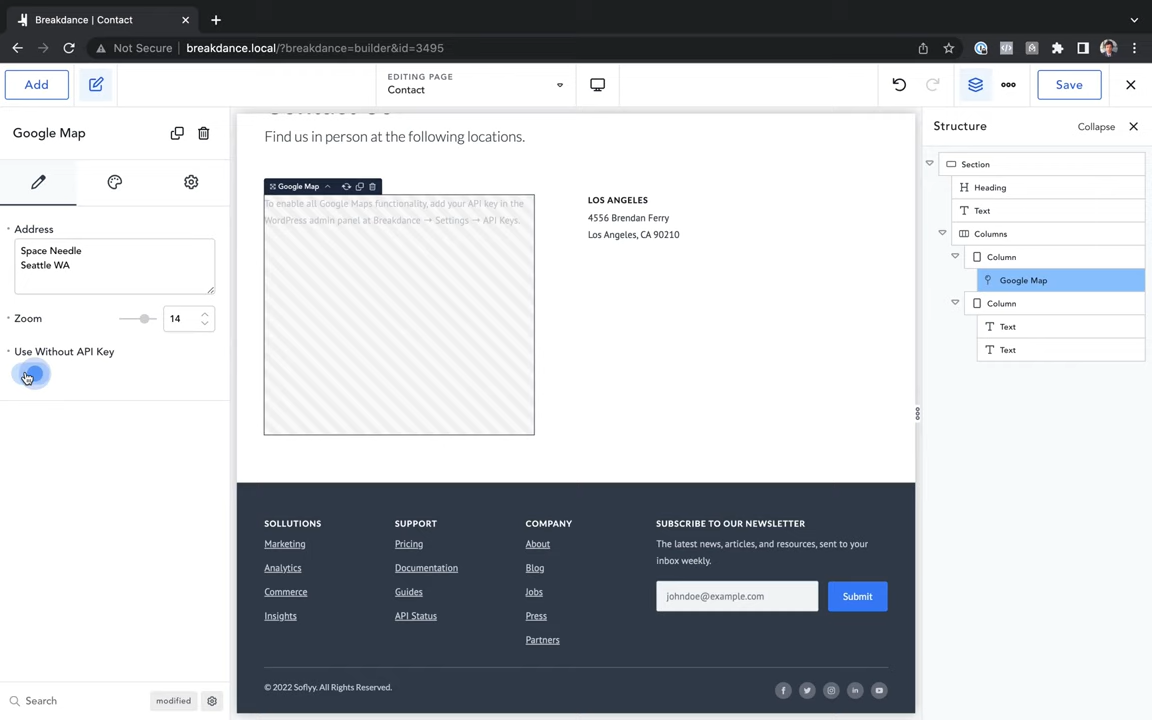 Breakdance | Contact
Not Secure
breakdance.local/?breakdance=builder&id=3495
Add
EDITING PAGE
Contact
Save
Google Map
Address
Space Needle
Seattle WA
Zoom
14
Use Without API Key
Search
modified
Contact Us
Find us in person at the following locations.
Google Map
To enable all Google Maps functionality, add your API key in the
WordPress admin panel at Breakdance → Settings → API Keys.
LOS ANGELES
4556 Brendan Ferry
Los Angeles, CA 90210
SOLLUTIONS
Marketing
Analytics
Commerce
Insights
SUPPORT
Pricing
Documentation
Guides
API Status
COMPANY
About
Blog
Jobs
Press
Partners
SUBSCRIBE TO OUR NEWSLETTER
The latest news, articles, and resources, sent to your
inbox weekly.
johndoe@example.com
Submit
© 2022 Soflyy. All Rights Reserved.
Structure
Collapse
Section
Heading
Text
Columns
Column
Google Map
Column
Text
Text